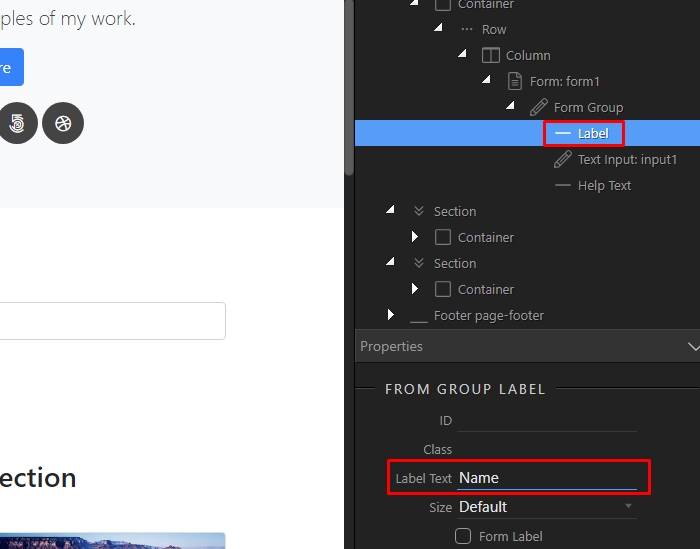 ples of my work.
re
ection
Container
Row
Column
Form: form1
Form Group
Label
Text Input: input1
Help Text
Section
Container
Section
Container
Footer page-footer
Properties
FROM GROUP LABEL
ID
Class
Label Text Name
Size Default
Form Label